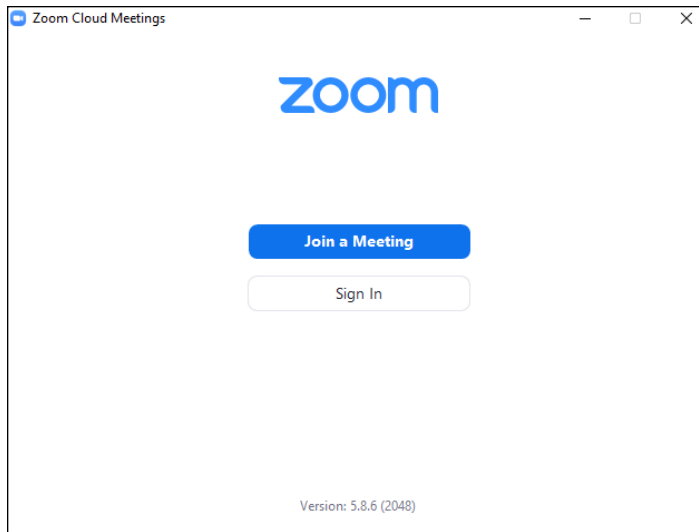 Zoom Cloud Meetings
zoom
Join a Meeting
Sign In
Version: 5.8.6 (2048)